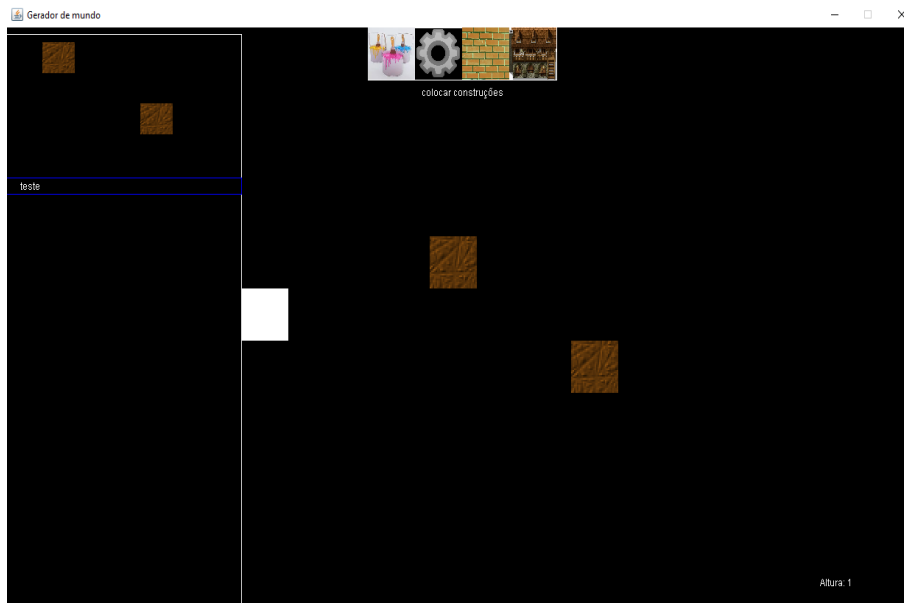 Gerador de mundo
colocar construções
teste
Altura: 1